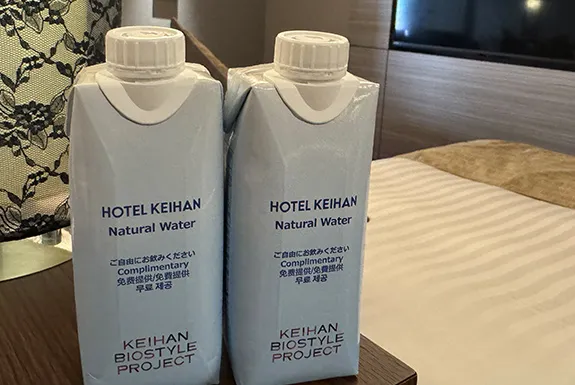 HOTEL KEIHAN
Natural Water
ご自由にお飲みください
Complimentary
免费提供/免費提供
무료 제공
KEIHAN
BIOSTYLE
PROJECT
HOTEL KEIHAN
Natural Water
ご自由にお飲みください
Complimentary
免费提供/免費提供
무료 제공
KEIHAN
BIOSTYLE
PROJECT